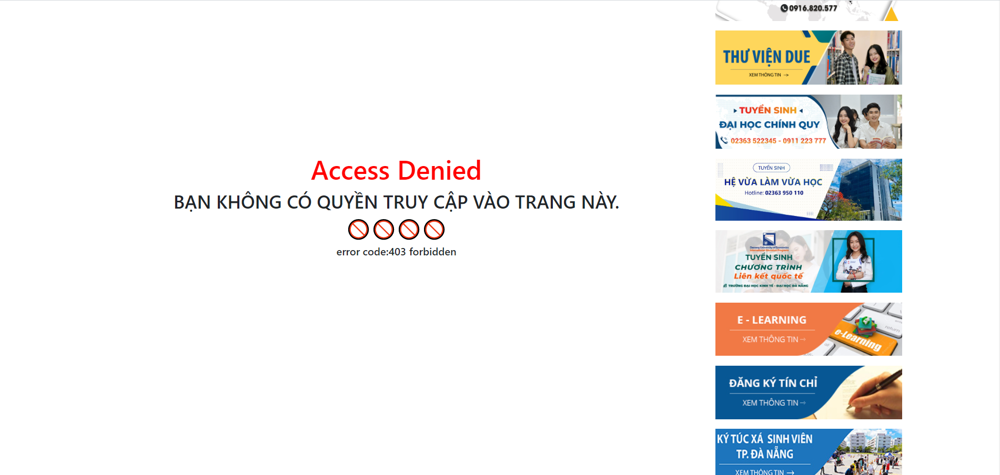 Access Denied
BẠN KHÔNG CÓ QUYỀN TRUY CẬP VÀO TRANG NÀY.
error code:403 forbidden
0916.820.577
THƯ VIỆN DUE
XEM THÔNG TIN →
TUYỂN SINH
ĐẠI HỌC CHÍNH QUY
02363 522345 - 0911 223 777
TUYỂN SINH
HỆ VỪA LÀM VỪA HỌC
Hotline: 02363 950 110
Danang University of Economics
International Education Programs
TUYỂN SINH
CHƯƠNG TRÌNH
Liên kết quốc tế
TRƯỜNG ĐẠI HỌC KINH TẾ - ĐẠI HỌC ĐÀ NẴNG
E - LEARNING
XEM THÔNG TIN →
return
e-Learning
ĐĂNG KÝ TÍN CHỈ
XEM THÔNG TIN →
KÝ TÚC XÁ SINH VIÊN
TP. ĐÀ NẴNG
XEM THÔNG TIN →